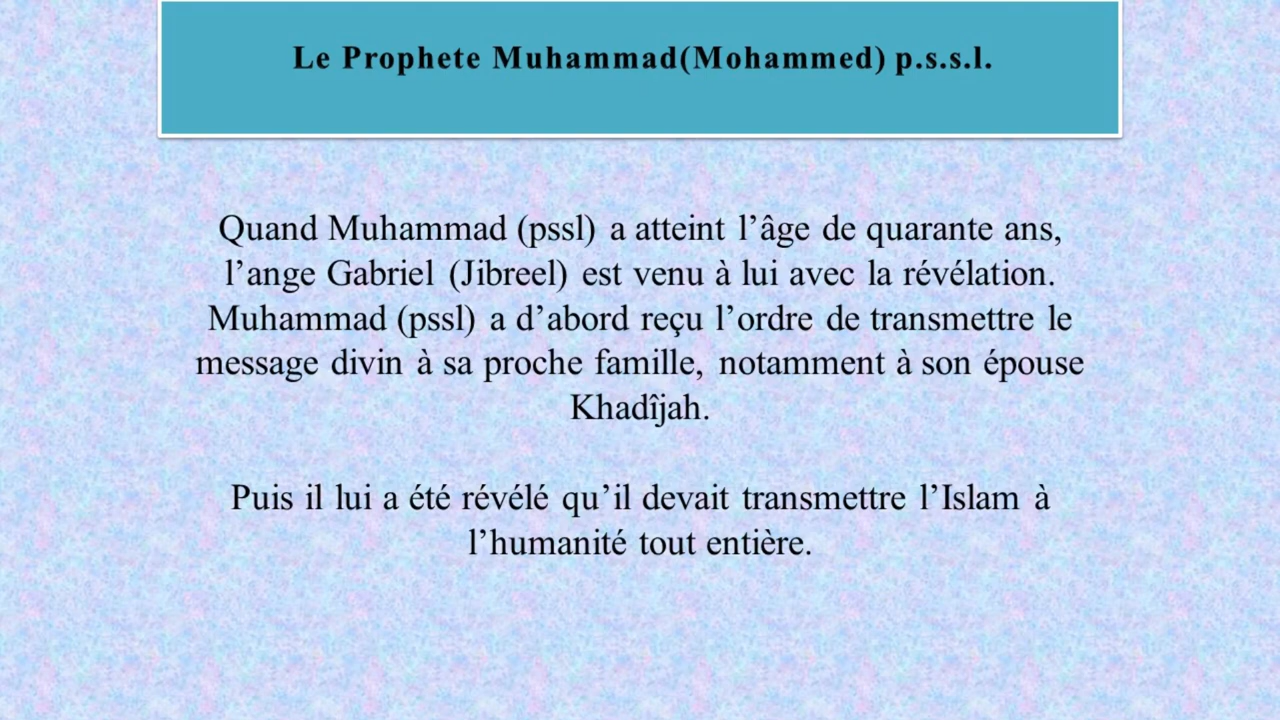 Le Prophete Muhammad(Mohammed) p.s.s.l.
Quand Muhammad (pssl) a atteint l’âge de quarante ans,
l’ange Gabriel (Jibreel) est venu à lui avec la révélation.
Muhammad (pssl) a d’abord reçu l’ordre de transmettre le
message divin à sa proche famille, notamment à son épouse
Khadîjah.
Puis il lui a été révélé qu’il devait transmettre l’Islam à
l’humanité tout entière.